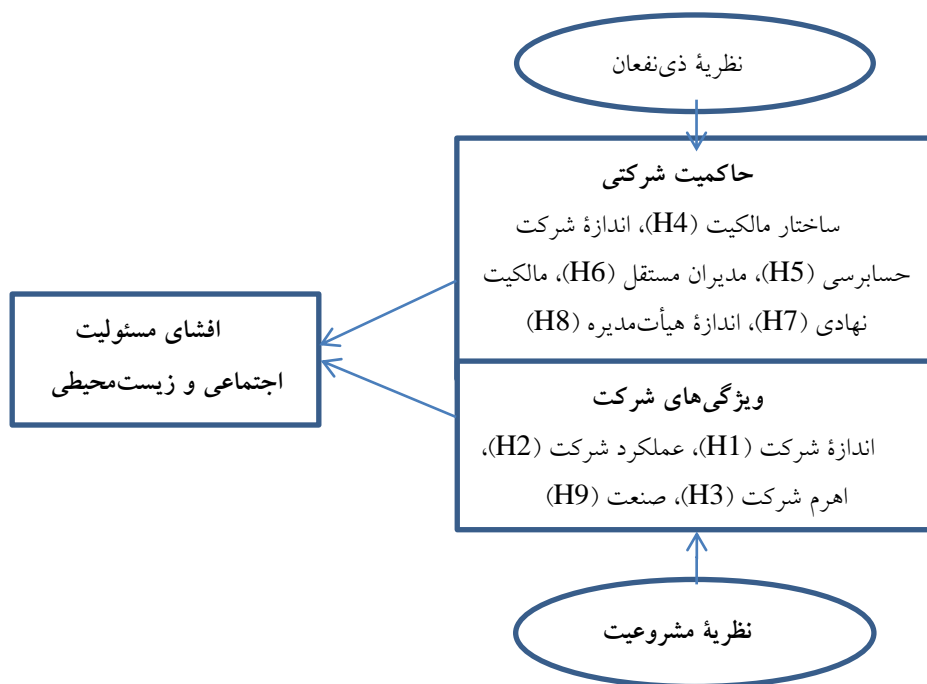 نظریهٔ ذی‌نفعان
حاکمیت شرکتی
ساختار مالکیت (H4)، اندازهٔ شرکت
حسابرسی (H5)، مدیران مستقل (H6)، مالکیت
نهادی (H7)، اندازهٔ هیأت‌مدیره (H8)
افشای مسئولیت
اجتماعی و زیست‌محیطی
ویژگی‌های شرکت
اندازهٔ شرکت (H1)، عملکرد شرکت (H2)،
اهرم شرکت (H3)، صنعت (H9)
نظریهٔ مشروعیت